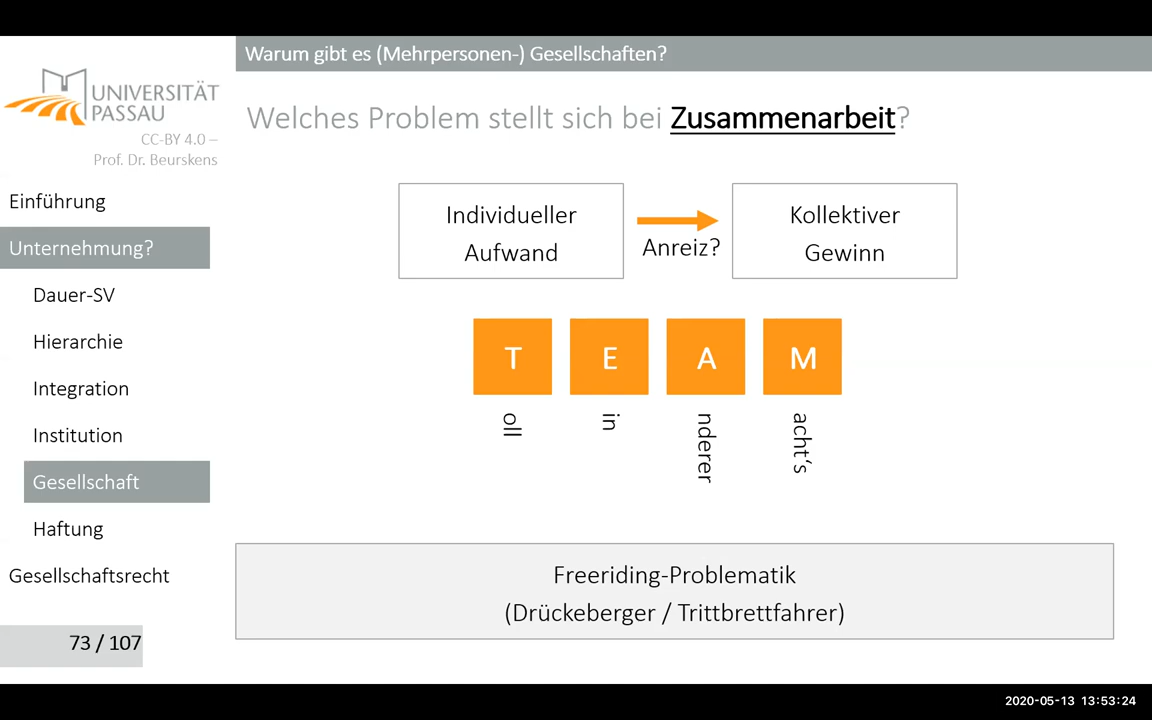 Warum gibt es (Mehrpersonen-) Gesellschaften?
UNIVERSITÄT
PASSAU
CC-BY 4.0 –
Prof. Dr. Beurskens
Einführung
Unternehmung?
Dauer-SV
Hierarchie
Integration
Institution
Gesellschaft
Haftung
Gesellschaftsrecht
73 / 107
Welches Problem stellt sich bei Zusammenarbeit?
Individueller
Aufwand
Anreiz?
Kollektiver
Gewinn
T E A M
oll in nderer acht‘s
Freeriding-Problematik
(Drückeberger / Trittbrettfahrer)
2020-05-13 13:53:24